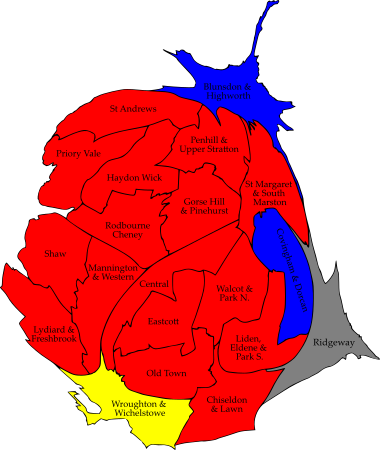 Blunsdon &
Highworth
St Andrews
Penhill &
Upper Stratton
Priory Vale
Haydon Wick
St Margaret
& South
Marston
Gorse Hill
& Pinehurst
Rodbourne
Cheney
Covingham & Dorcan
Shaw
Mannington
& Western
Central
Walcot &
Park N.
Eastcott
Lydiard &
Freshbrook
Liden,
Eldene &
Park S.
Ridgeway
Old Town
Wroughton &
Wichelstowe
Chiseldon
& Lawn